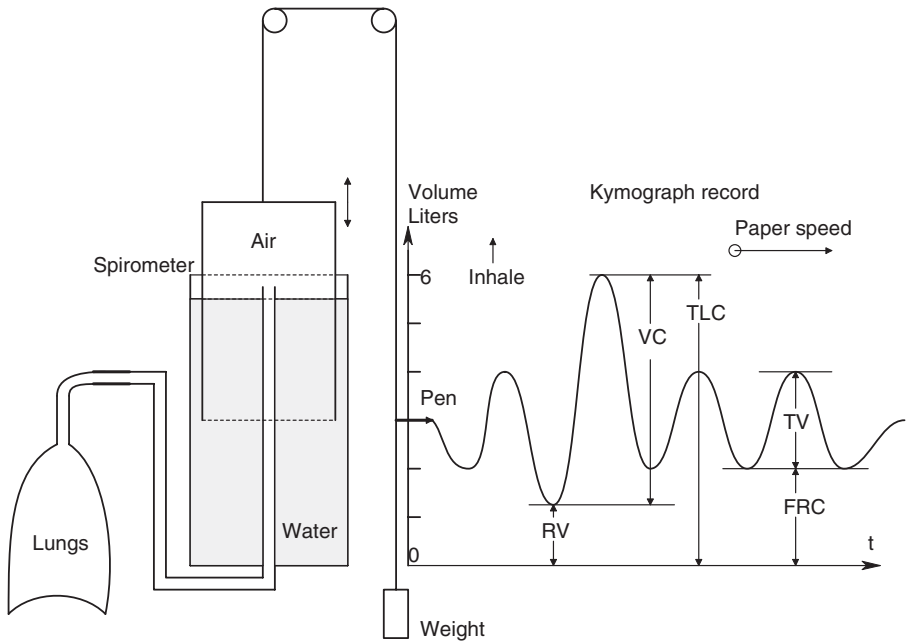 Volume
Liters
Kymograph record
Paper speed
Air
Spirometer
6
Inhale
TLC
VC
Pen
TV
FRC
Water
RV
Lungs
0
t
Weight